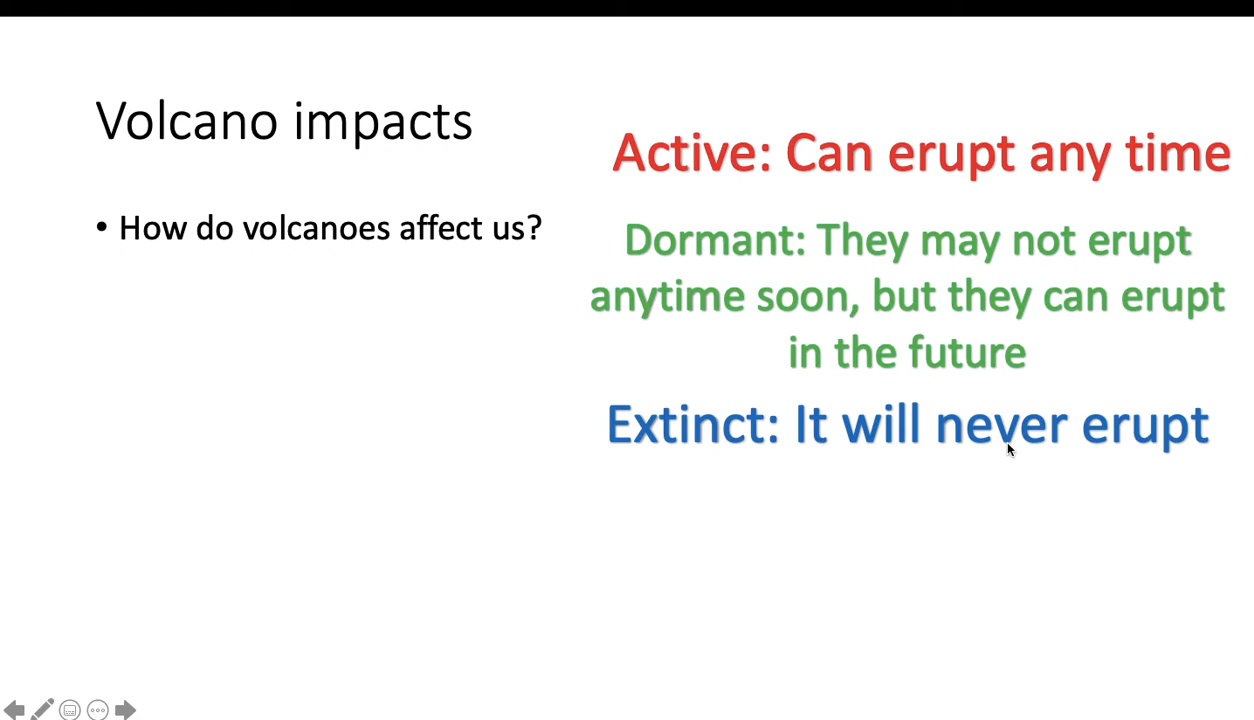 Volcano impacts
• How do volcanoes affect us?
Active: Can erupt any time
Dormant: They may not erupt
anytime soon, but they can erupt
in the future
Extinct: It will never erupt